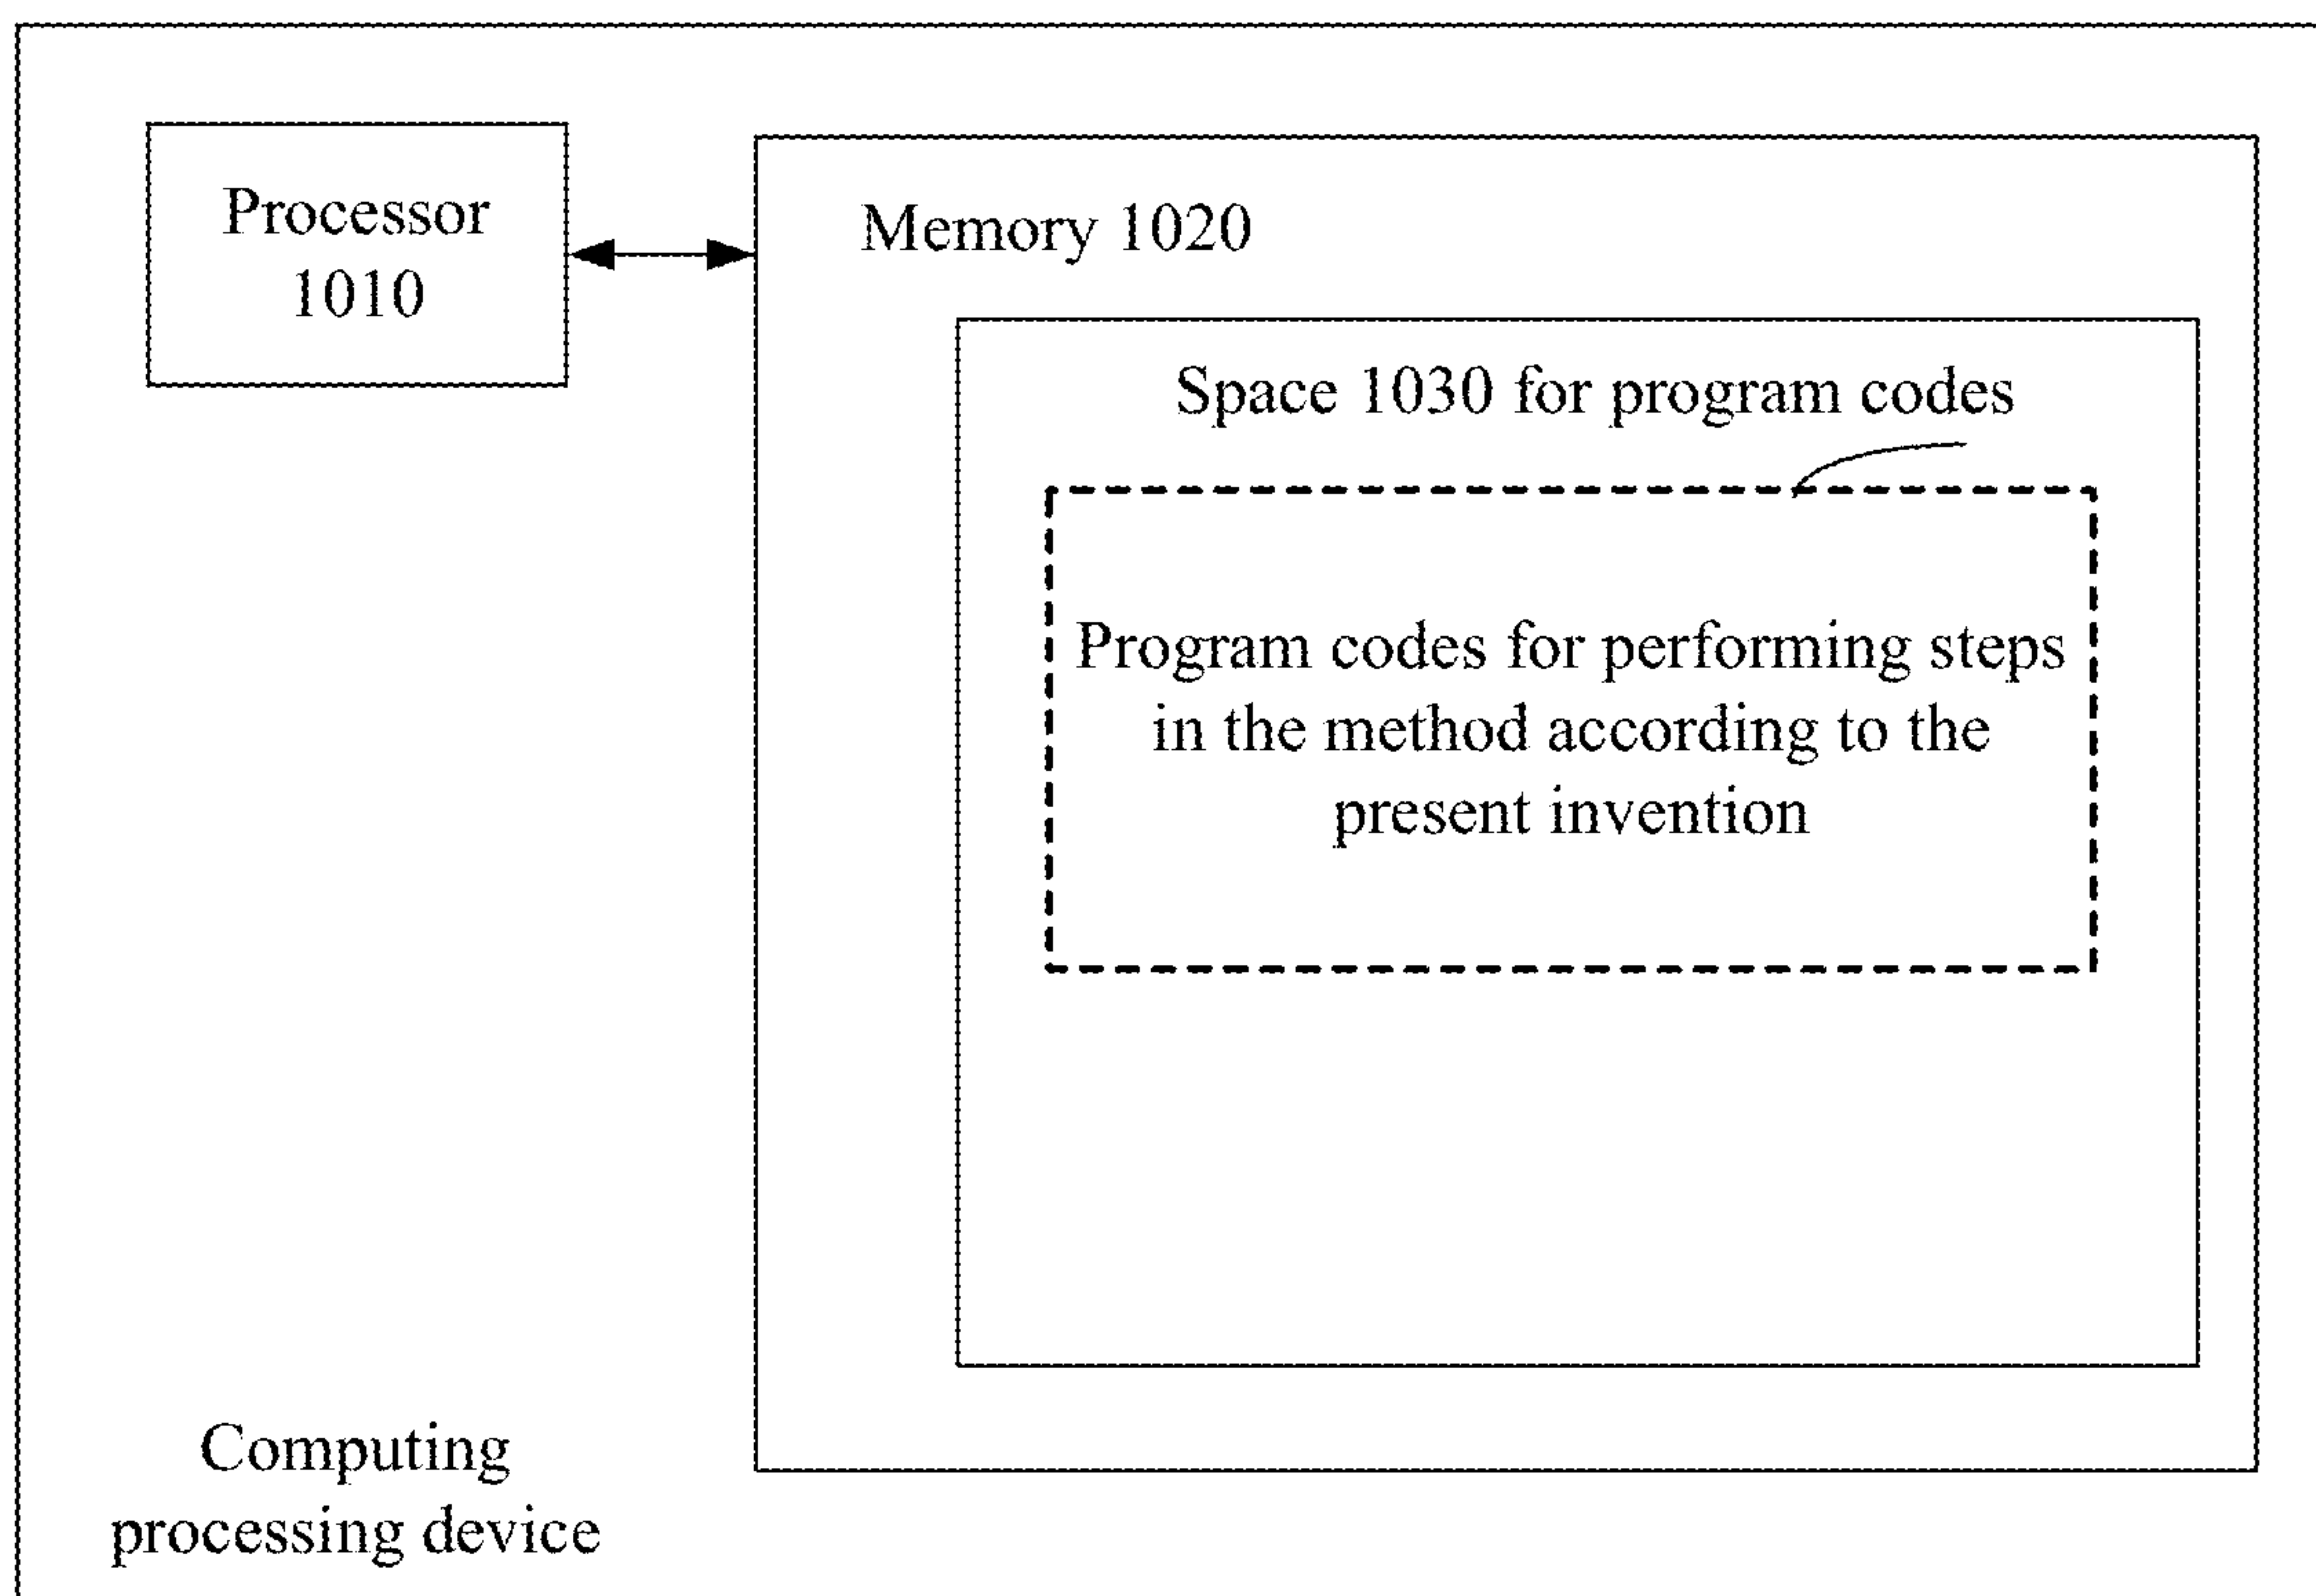 Processor
1010
Memory 1020
Space 1030 for program codes
Program codes for performing steps
in the method according to the
present invention
Computing
processing device